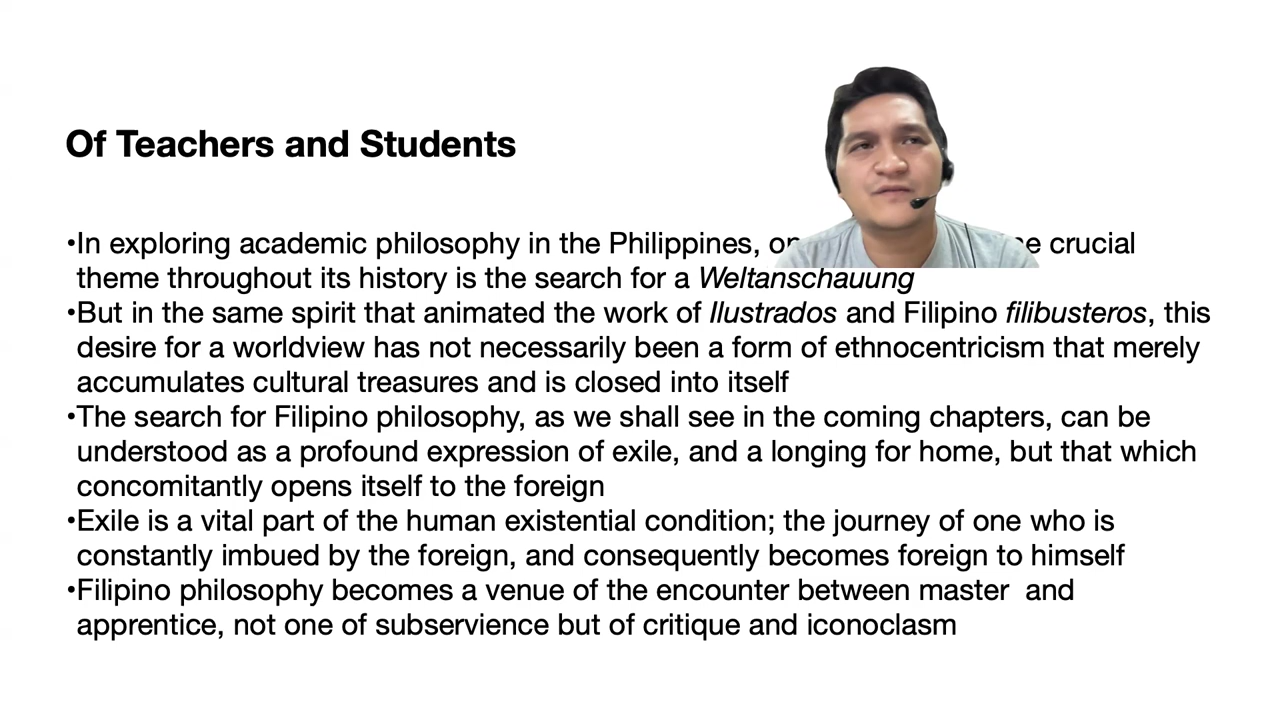 Of Teachers and Students
•In exploring academic philosophy in the Philippines, crucial
theme throughout its history is the search for a Weltanschauung
•But in the same spirit that animated the work of Ilustrados and Filipino filibusteros, this
desire for a worldview has not necessarily been a form of ethnocentricism that merely
accumulates cultural treasures and is closed into itself
•The search for Filipino philosophy, as we shall see in the coming chapters, can be
understood as a profound expression of exile, and a longing for home, but that which
concomitantly opens itself to the foreign
•Exile is a vital part of the human existential condition; the journey of one who is
constantly imbued by the foreign, and consequently becomes foreign to himself
•Filipino philosophy becomes a venue of the encounter between master  and
apprentice, not one of subservience but of critique and iconoclasm